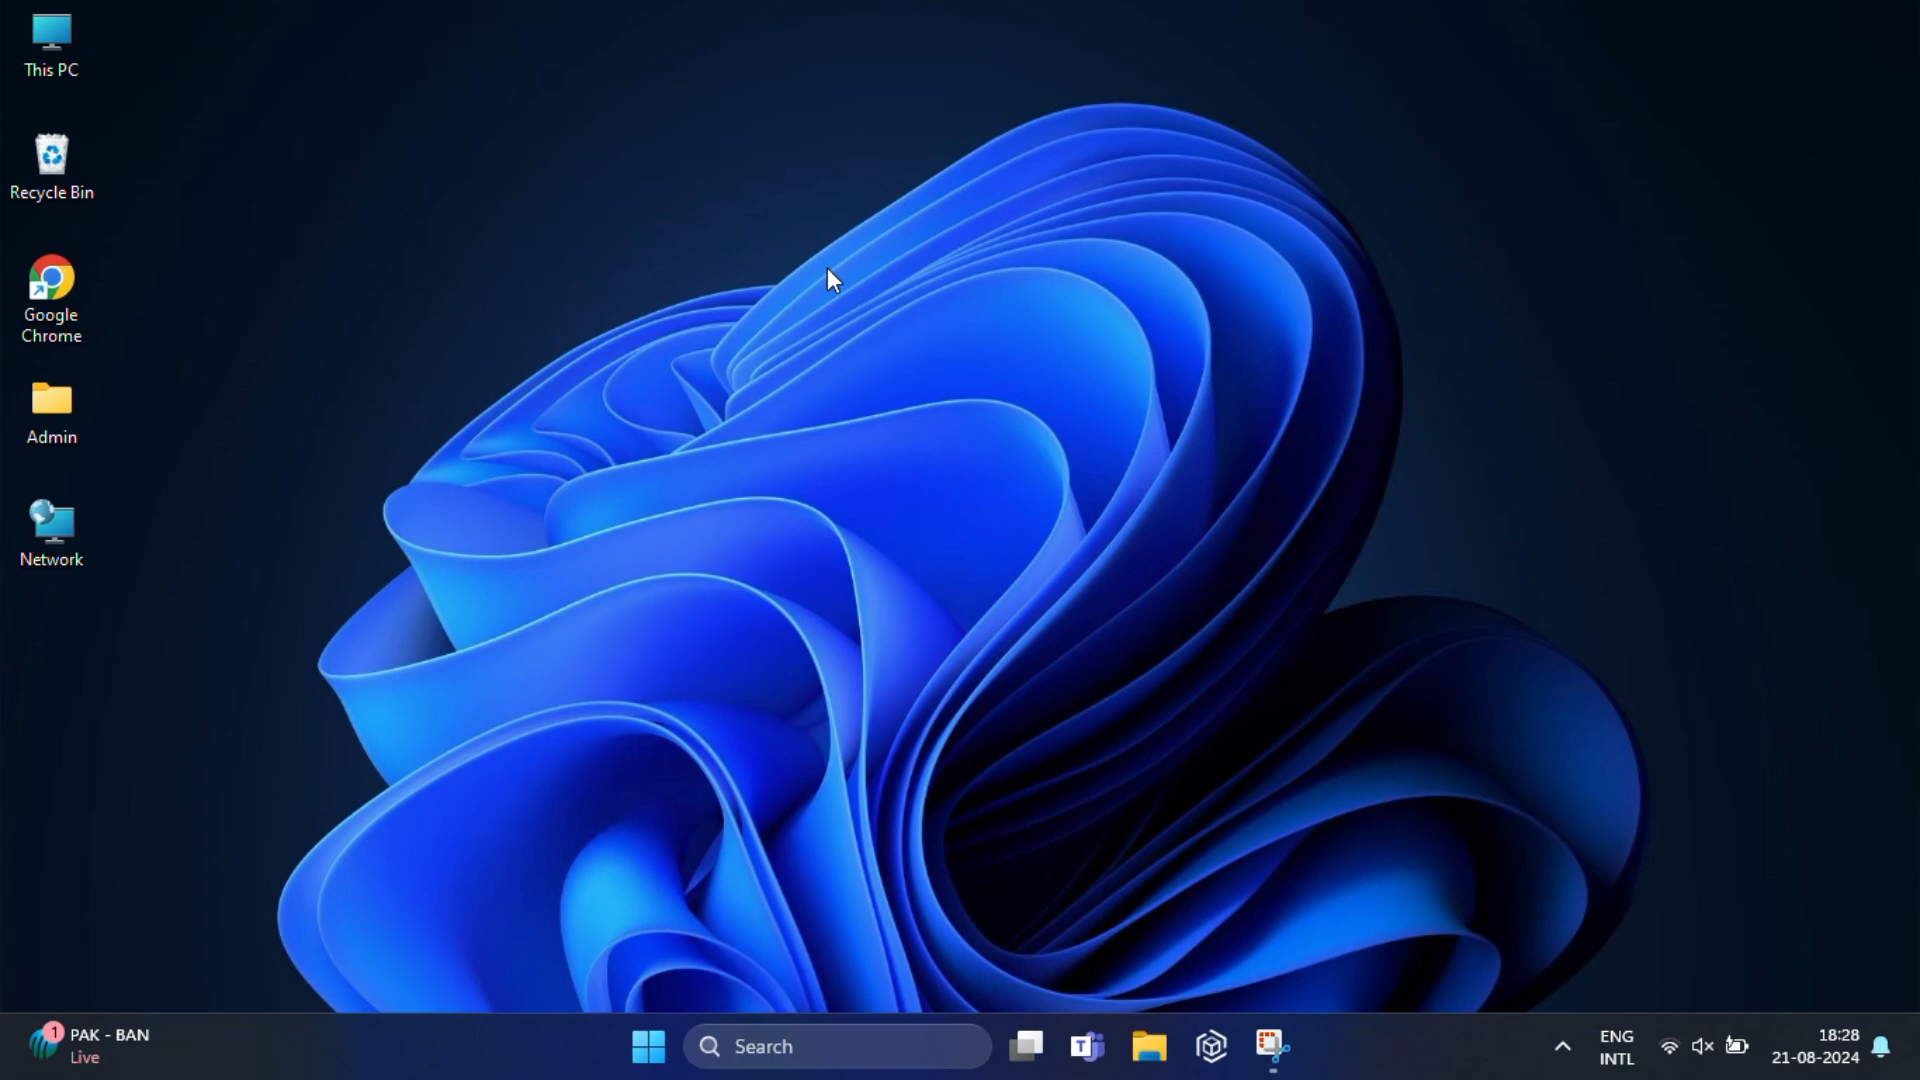 This PC
Recycle Bin
Google
Chrome
Admin
Network
1
PAK - BAN
Live
Search
T
ENG
INTL
18:28
21-08-2024